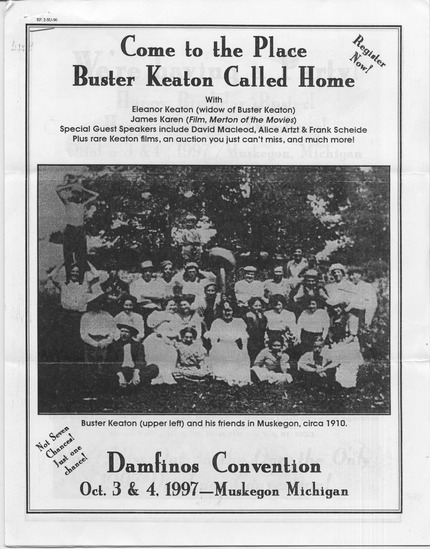 Come to the Place
Buster Keaton Called Home
Register
Now!
With
Eleanor Keaton (widow of Buster Keaton)
James Karen (Film, Merton of the Movies)
Special Guest Speakers include David Macleod, Alice Artzt & Frank Scheide
Plus rare Keaton films, an auction you just can't miss, and much more!
Buster Keaton (upper left) and his friends in Muskegon, circa 1910.
Not Seven
Chances!
Just one
chance!
Damfinos Convention
Oct. 3 & 4, 1997—Muskegon Michigan